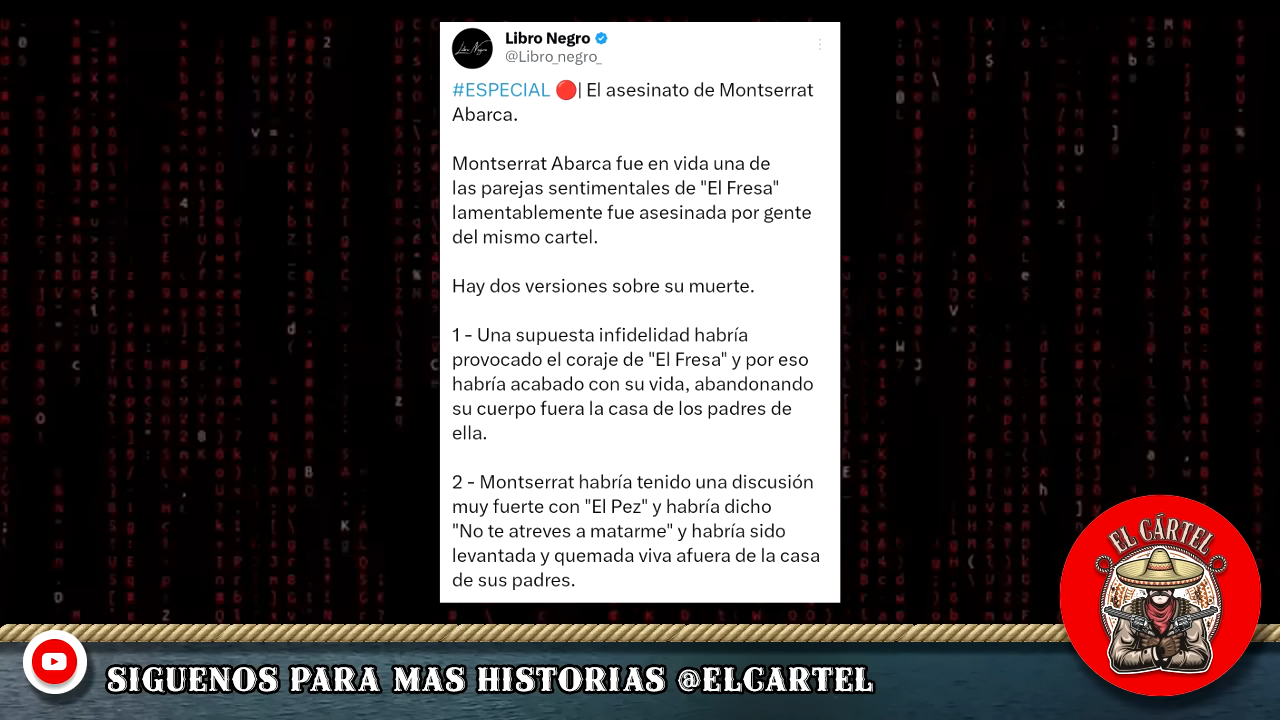 Libro Negro
@Libro_negro_
#ESPECIAL 🔴| El asesinato de Montserrat
Abarca.
Montserrat Abarca fue en vida una de
las parejas sentimentales de "El Fresa"
lamentablemente fue asesinada por gente
del mismo cartel.
Hay dos versiones sobre su muerte.
1 - Una supuesta infidelidad habría
provocado el coraje de "El Fresa" y por eso
habría acabado con su vida, abandonando
su cuerpo fuera la casa de los padres de
ella.
2 - Montserrat habría tenido una discusión
muy fuerte con "El Pez" y habría dicho
"No te atreves a matarme" y habría sido
levantada y quemada viva afuera de la casa
de sus padres.
EL CÁRTEL
SIGUENOS PARA MAS HISTORIAS @ELCARTEL